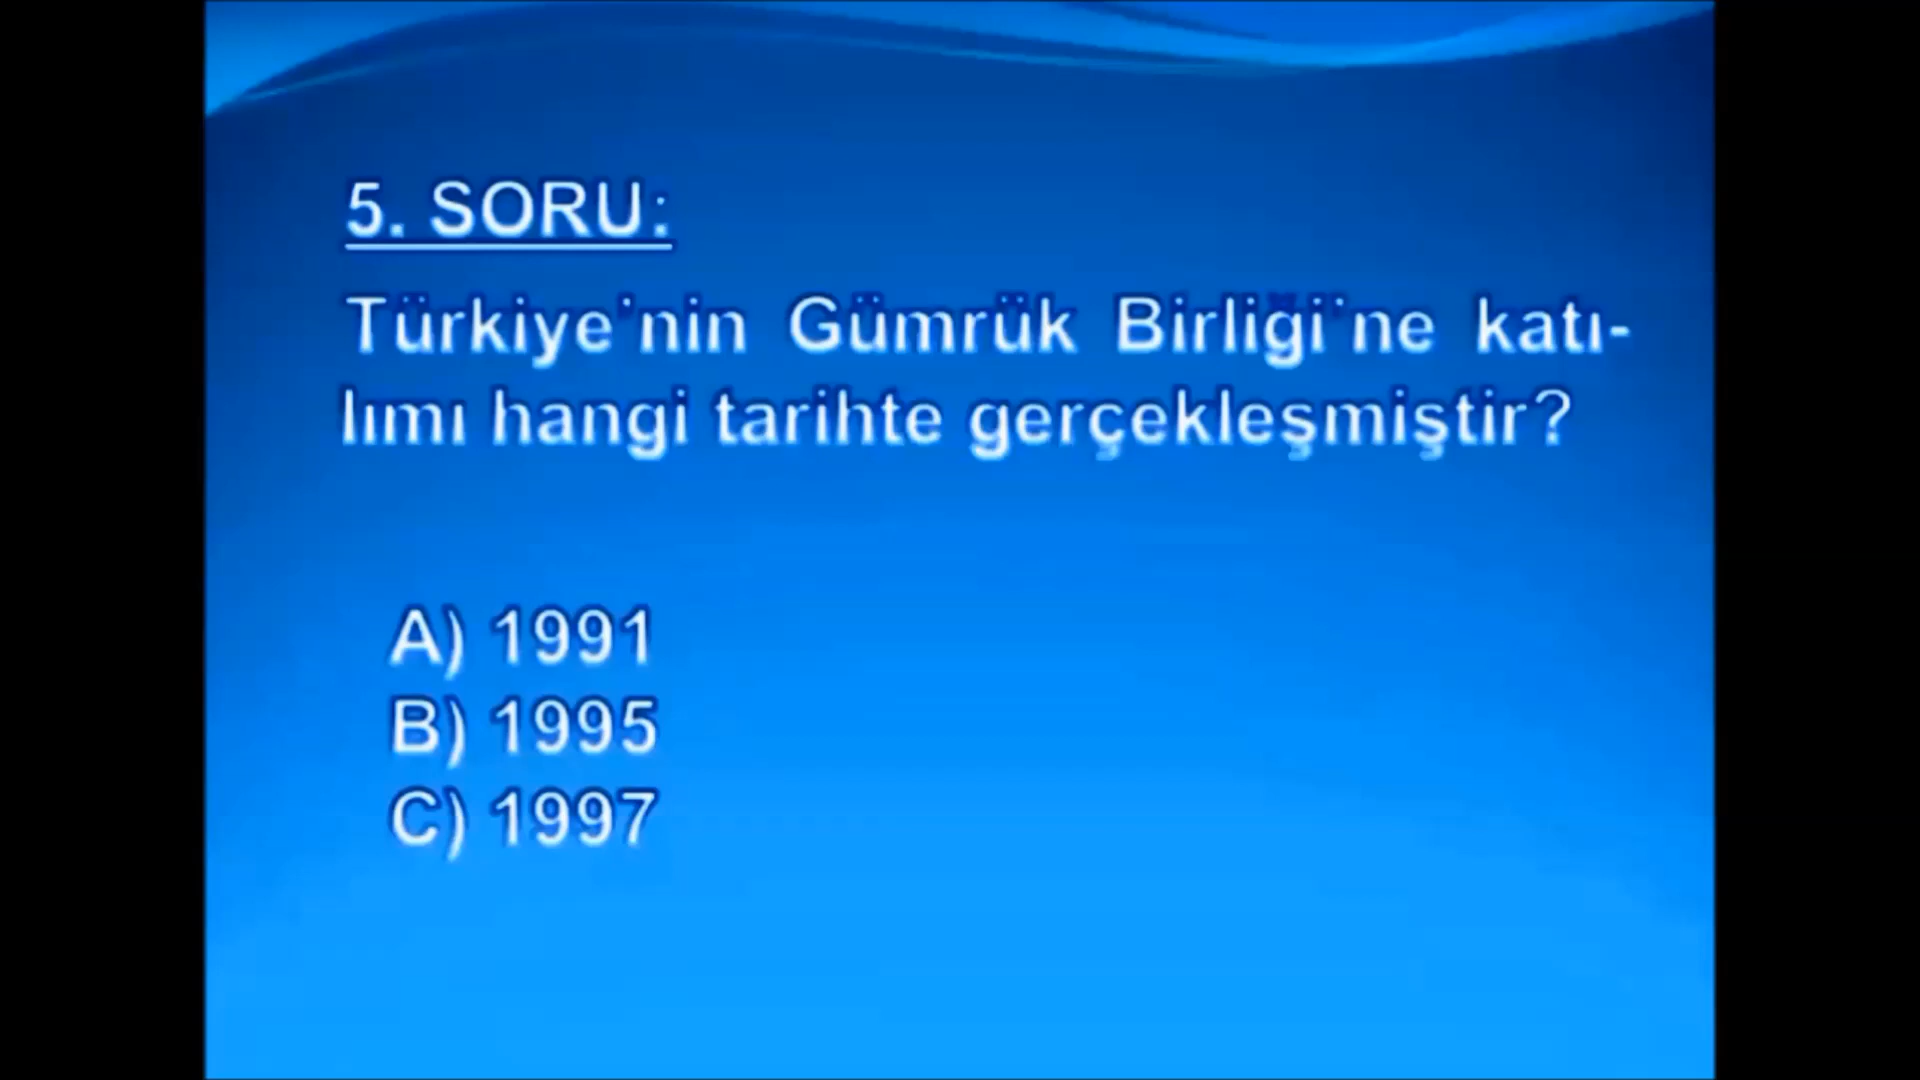 5. SORU:
Türkiye'nin Gümrük Birliği'ne katı-
lımı hangi tarihte gerçekleşmiştir?
A) 1991
B) 1995
C) 1997